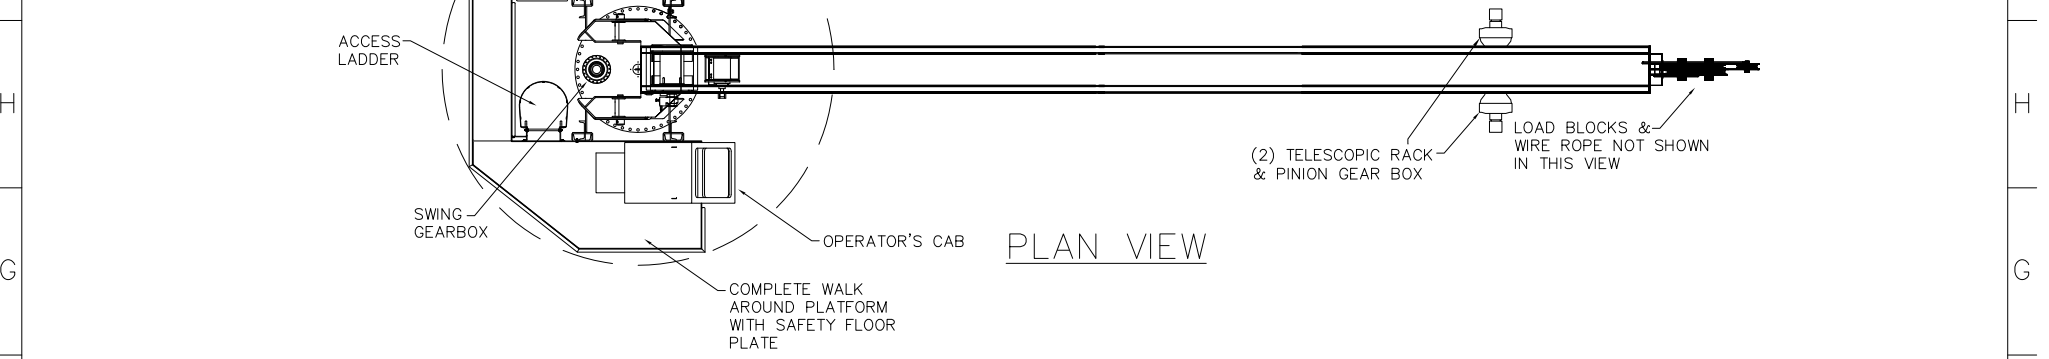 ACCESS
LADDER
H
H
LOAD BLOCKS &
WIRE ROPE NOT SHOWN
IN THIS VIEW
(2) TELESCOPIC RACK
& PINION GEAR BOX
SWING
GEARBOX
OPERATOR'S CAB
PLAN VIEW
G
G
COMPLETE WALK
AROUND PLATFORM
WITH SAFETY FLOOR
PLATE